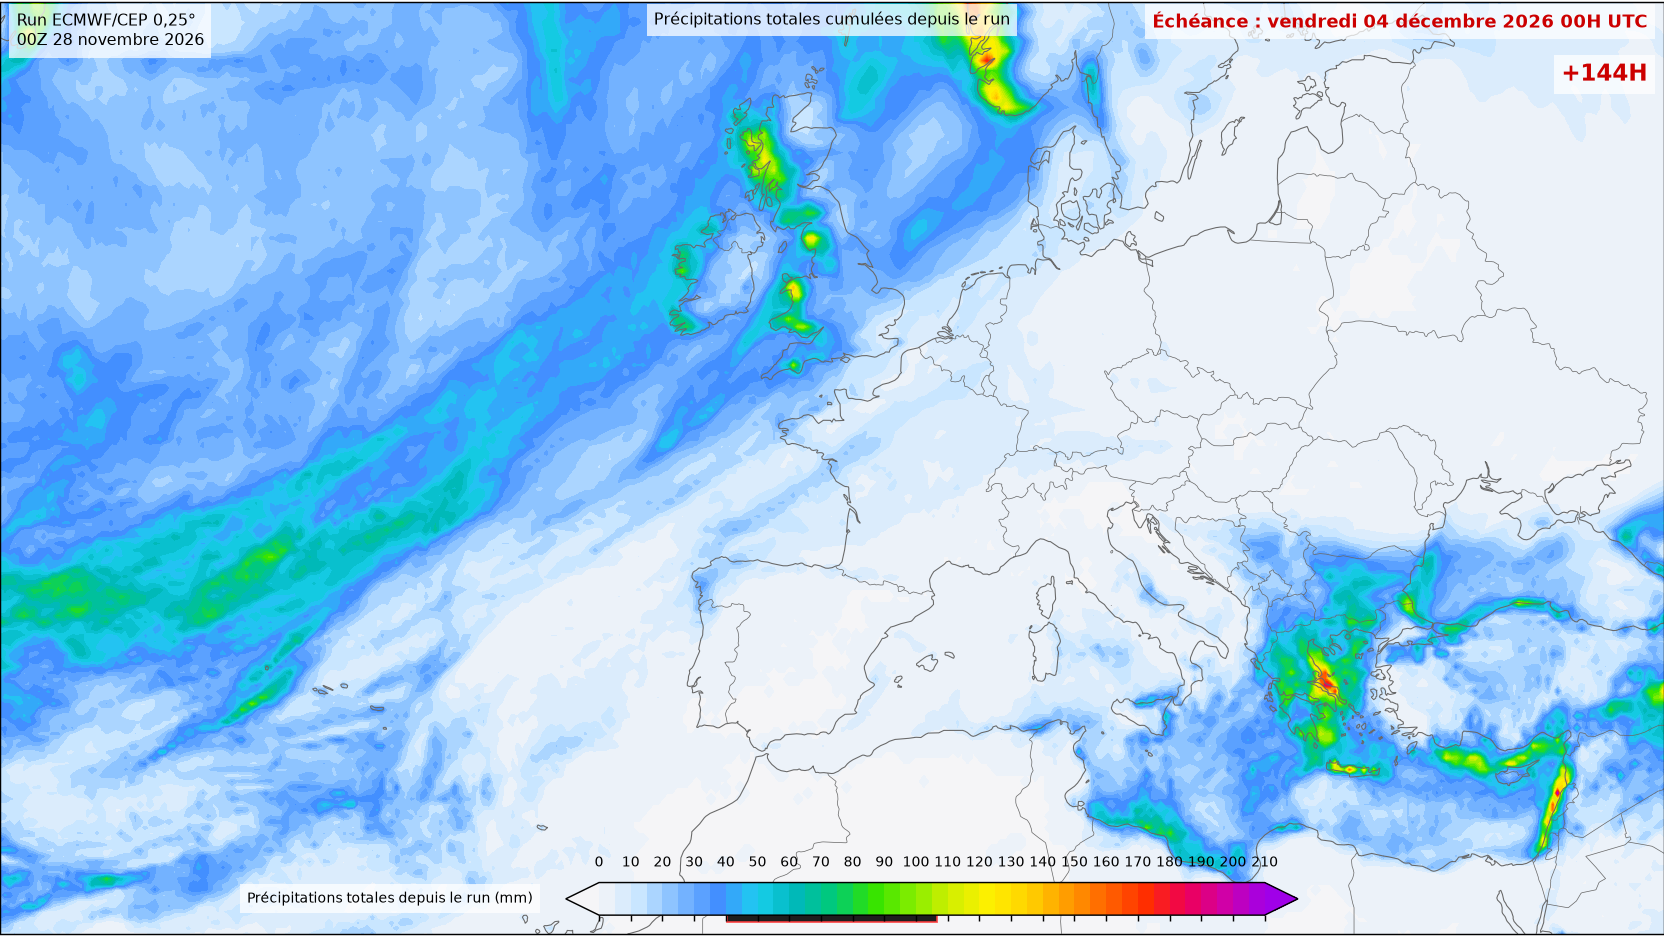 Run ECMWF/CEP 0,25°
00Z 28 novembre 2026
Précipitations totales cumulées depuis le run
Échéance : vendredi 04 décembre 2026 00H UTC
+144H
0 10 20 30 40 50 60 70 80 90 100 110 120 130 140 150 160 170 180 190 200 210
Précipitations totales depuis le run (mm)